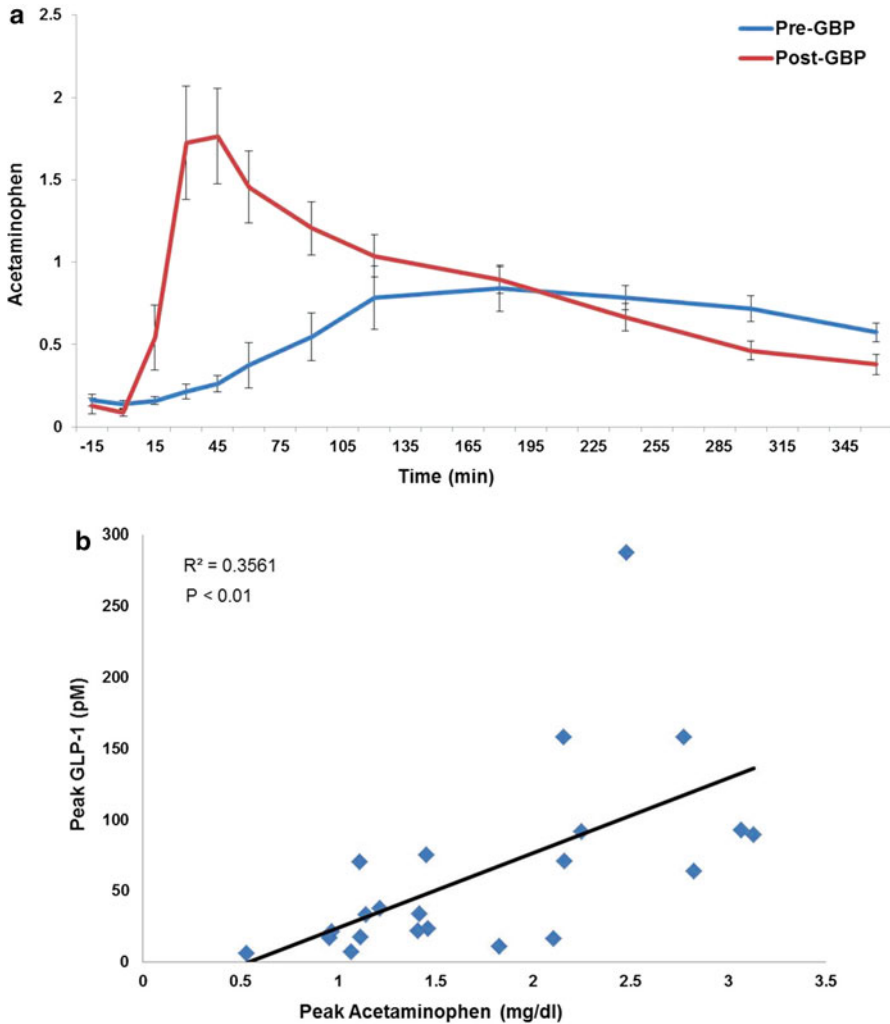 a
2.5
2
1.5
1
0.5
0
Acetaminophen
Pre-GBP
Post-GBP
-15 15 45 75 105 135 165 195 225 255 285 315 345
Time (min)
b
R² = 0.3561
P < 0.01
300
250
200
150
100
50
0
Peak GLP-1 (pM)
0 0.5 1 1.5 2 2.5 3 3.5
Peak Acetaminophen (mg/dl)